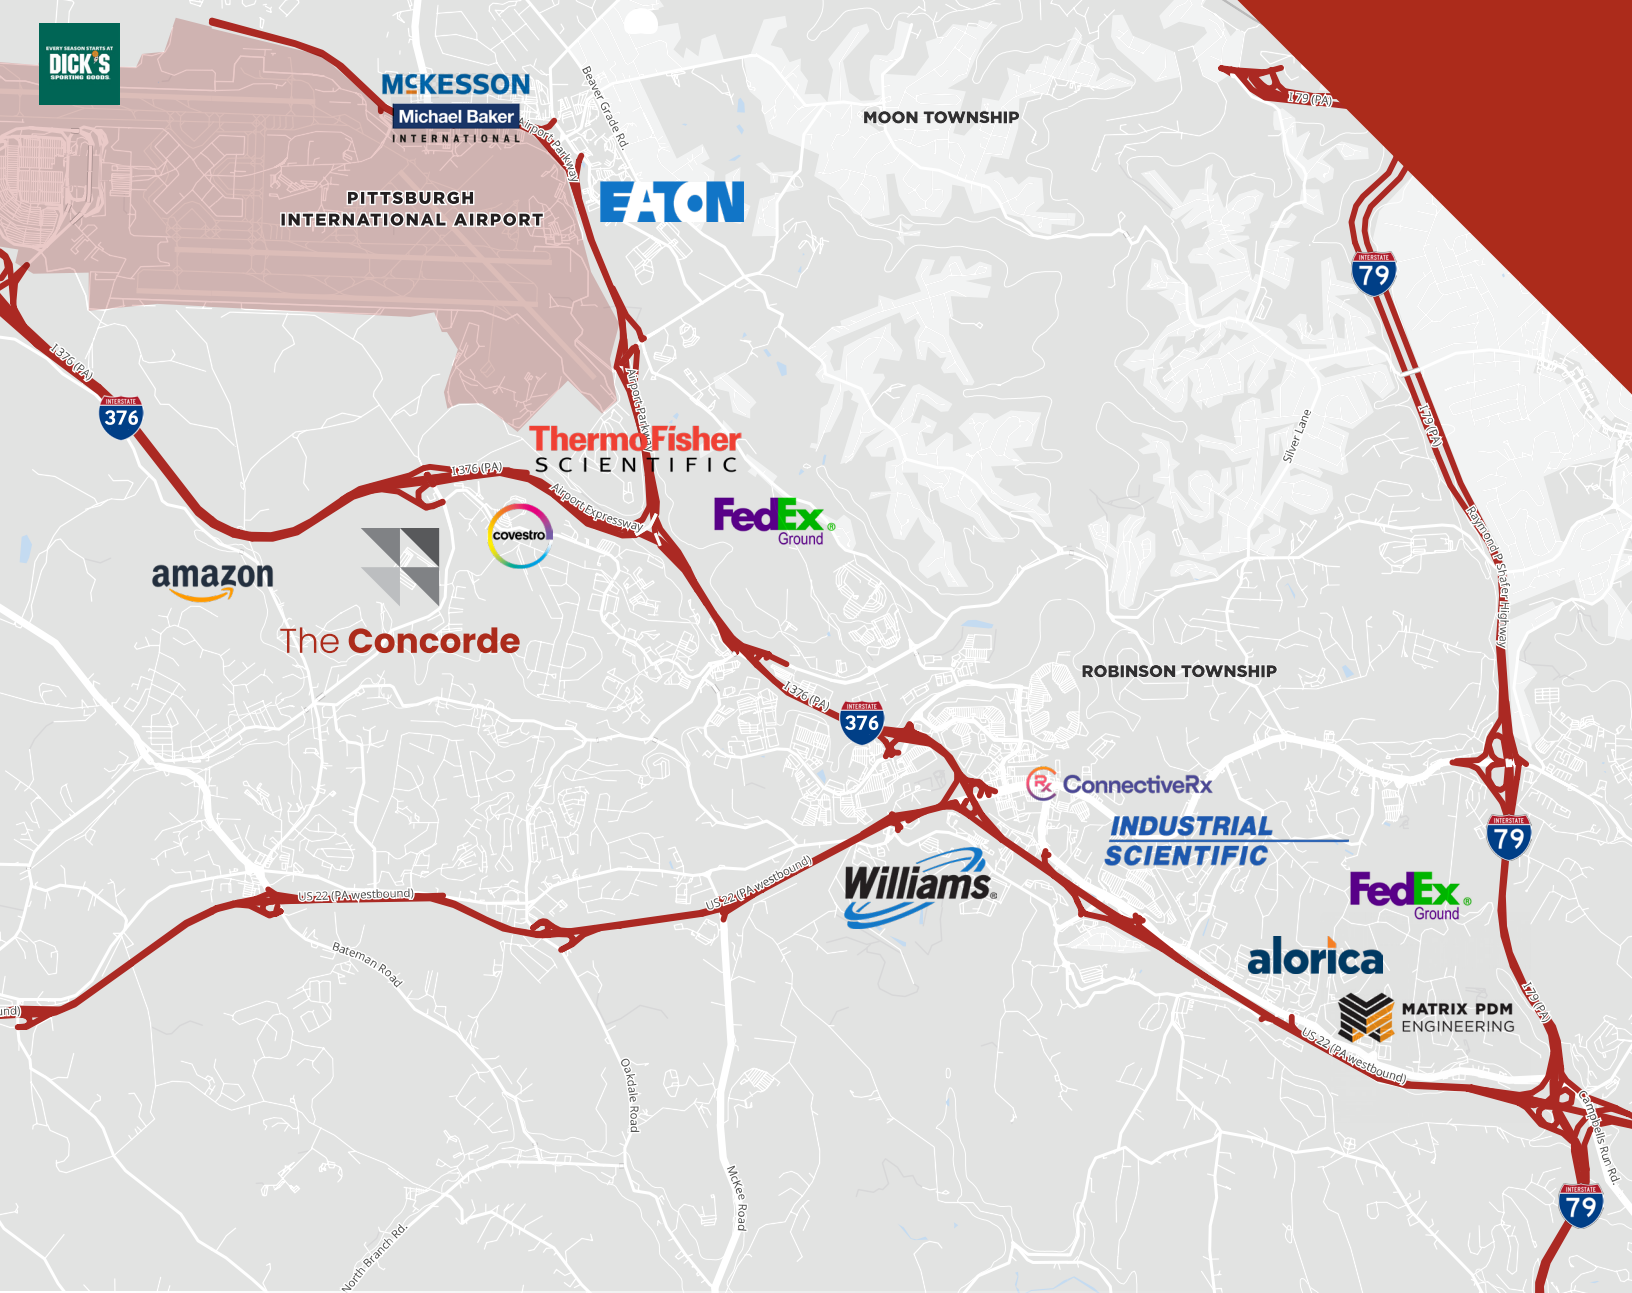 EVERY SEASON STARTS AT
DICK'S
SPORTING GOODS
McKESSON
Michael Baker
INTERNATIONAL
Airport Parkway
Beaver Grade Rd.
MOON TOWNSHIP
I 79 (PA)
PITTSBURGH
INTERNATIONAL AIRPORT
EATON
INTERSTATE
79
I 376 (PA)
INTERSTATE
376
Airport Parkway
I 79 (PA)
Silver Lane
ThermoFisher
SCIENTIFIC
I 376 (PA)
Airport Expressway
FedEx®
Ground
covestro
Raymond P Shafer Highway
amazon
The Concorde
ROBINSON TOWNSHIP
I 376 (PA)
INTERSTATE
376
Rx ConnectiveRx
INDUSTRIAL
SCIENTIFIC
INTERSTATE
79
Williams®
US 22 (PA westbound)
US 22 (PA westbound)
FedEx®
Ground
Bateman Road
alorica
und)
I 79 (PA)
MATRIX PDM
ENGINEERING
US 22 (PA westbound)
Oakdale Road
Campbells Run Rd.
McKee Road
INTERSTATE
79
North Branch Rd.